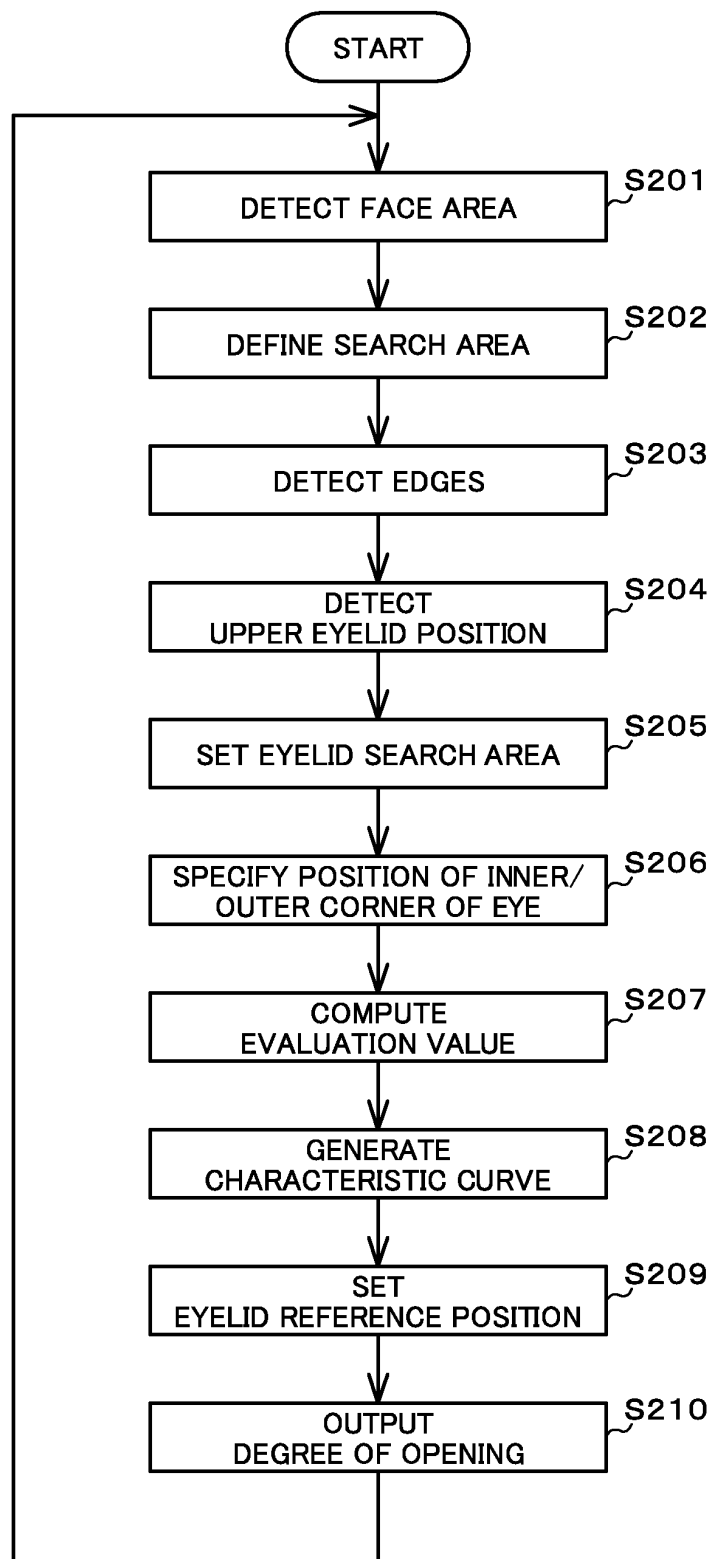 START
S201
DETECT FACE AREA
S202
DEFINE SEARCH AREA
S203
DETECT EDGES
S204
DETECT
UPPER EYELID POSITION
S205
SET EYELID SEARCH AREA
S206
SPECIFY POSITION OF INNER/
OUTER CORNER OF EYE
S207
COMPUTE
EVALUATION VALUE
S208
GENERATE
CHARACTERISTIC CURVE
S209
SET
EYELID REFERENCE POSITION
S210
OUTPUT
DEGREE OF OPENING